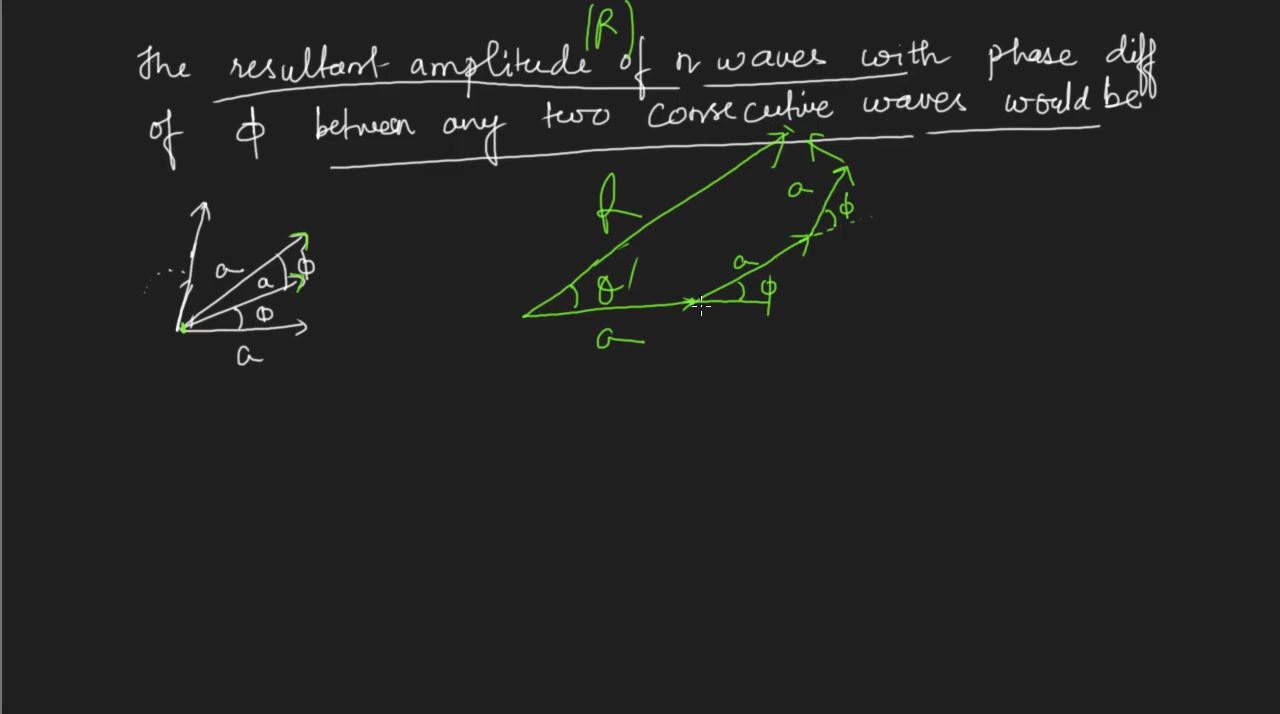 (R)
The resultant amplitude of n waves with phase diff
of ϕ between any two consecutive waves would be
a
a
ϕ
ϕ
a
R
θ'
a
a
ϕ
a
ϕ